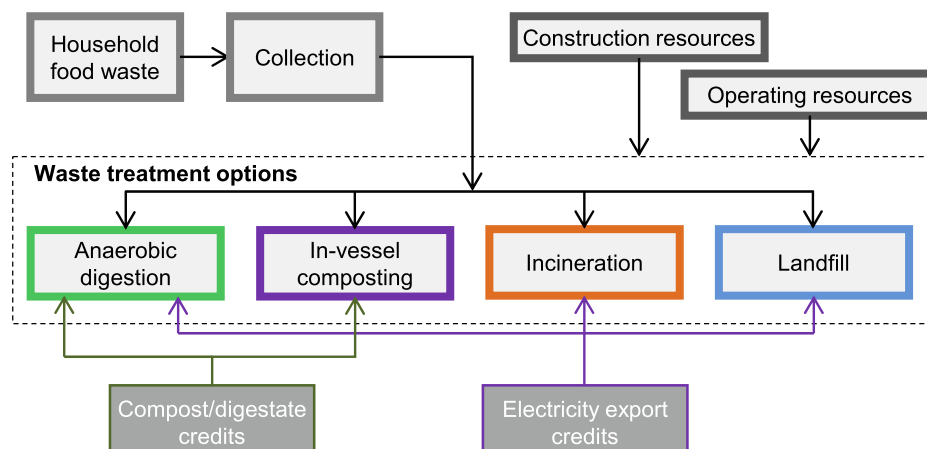 Household
food waste
Collection
Construction resources
Operating resources
Waste treatment options
Anaerobic
digestion
In-vessel
composting
Incineration
Landfill
Compost/digestate
credits
Electricity export
credits